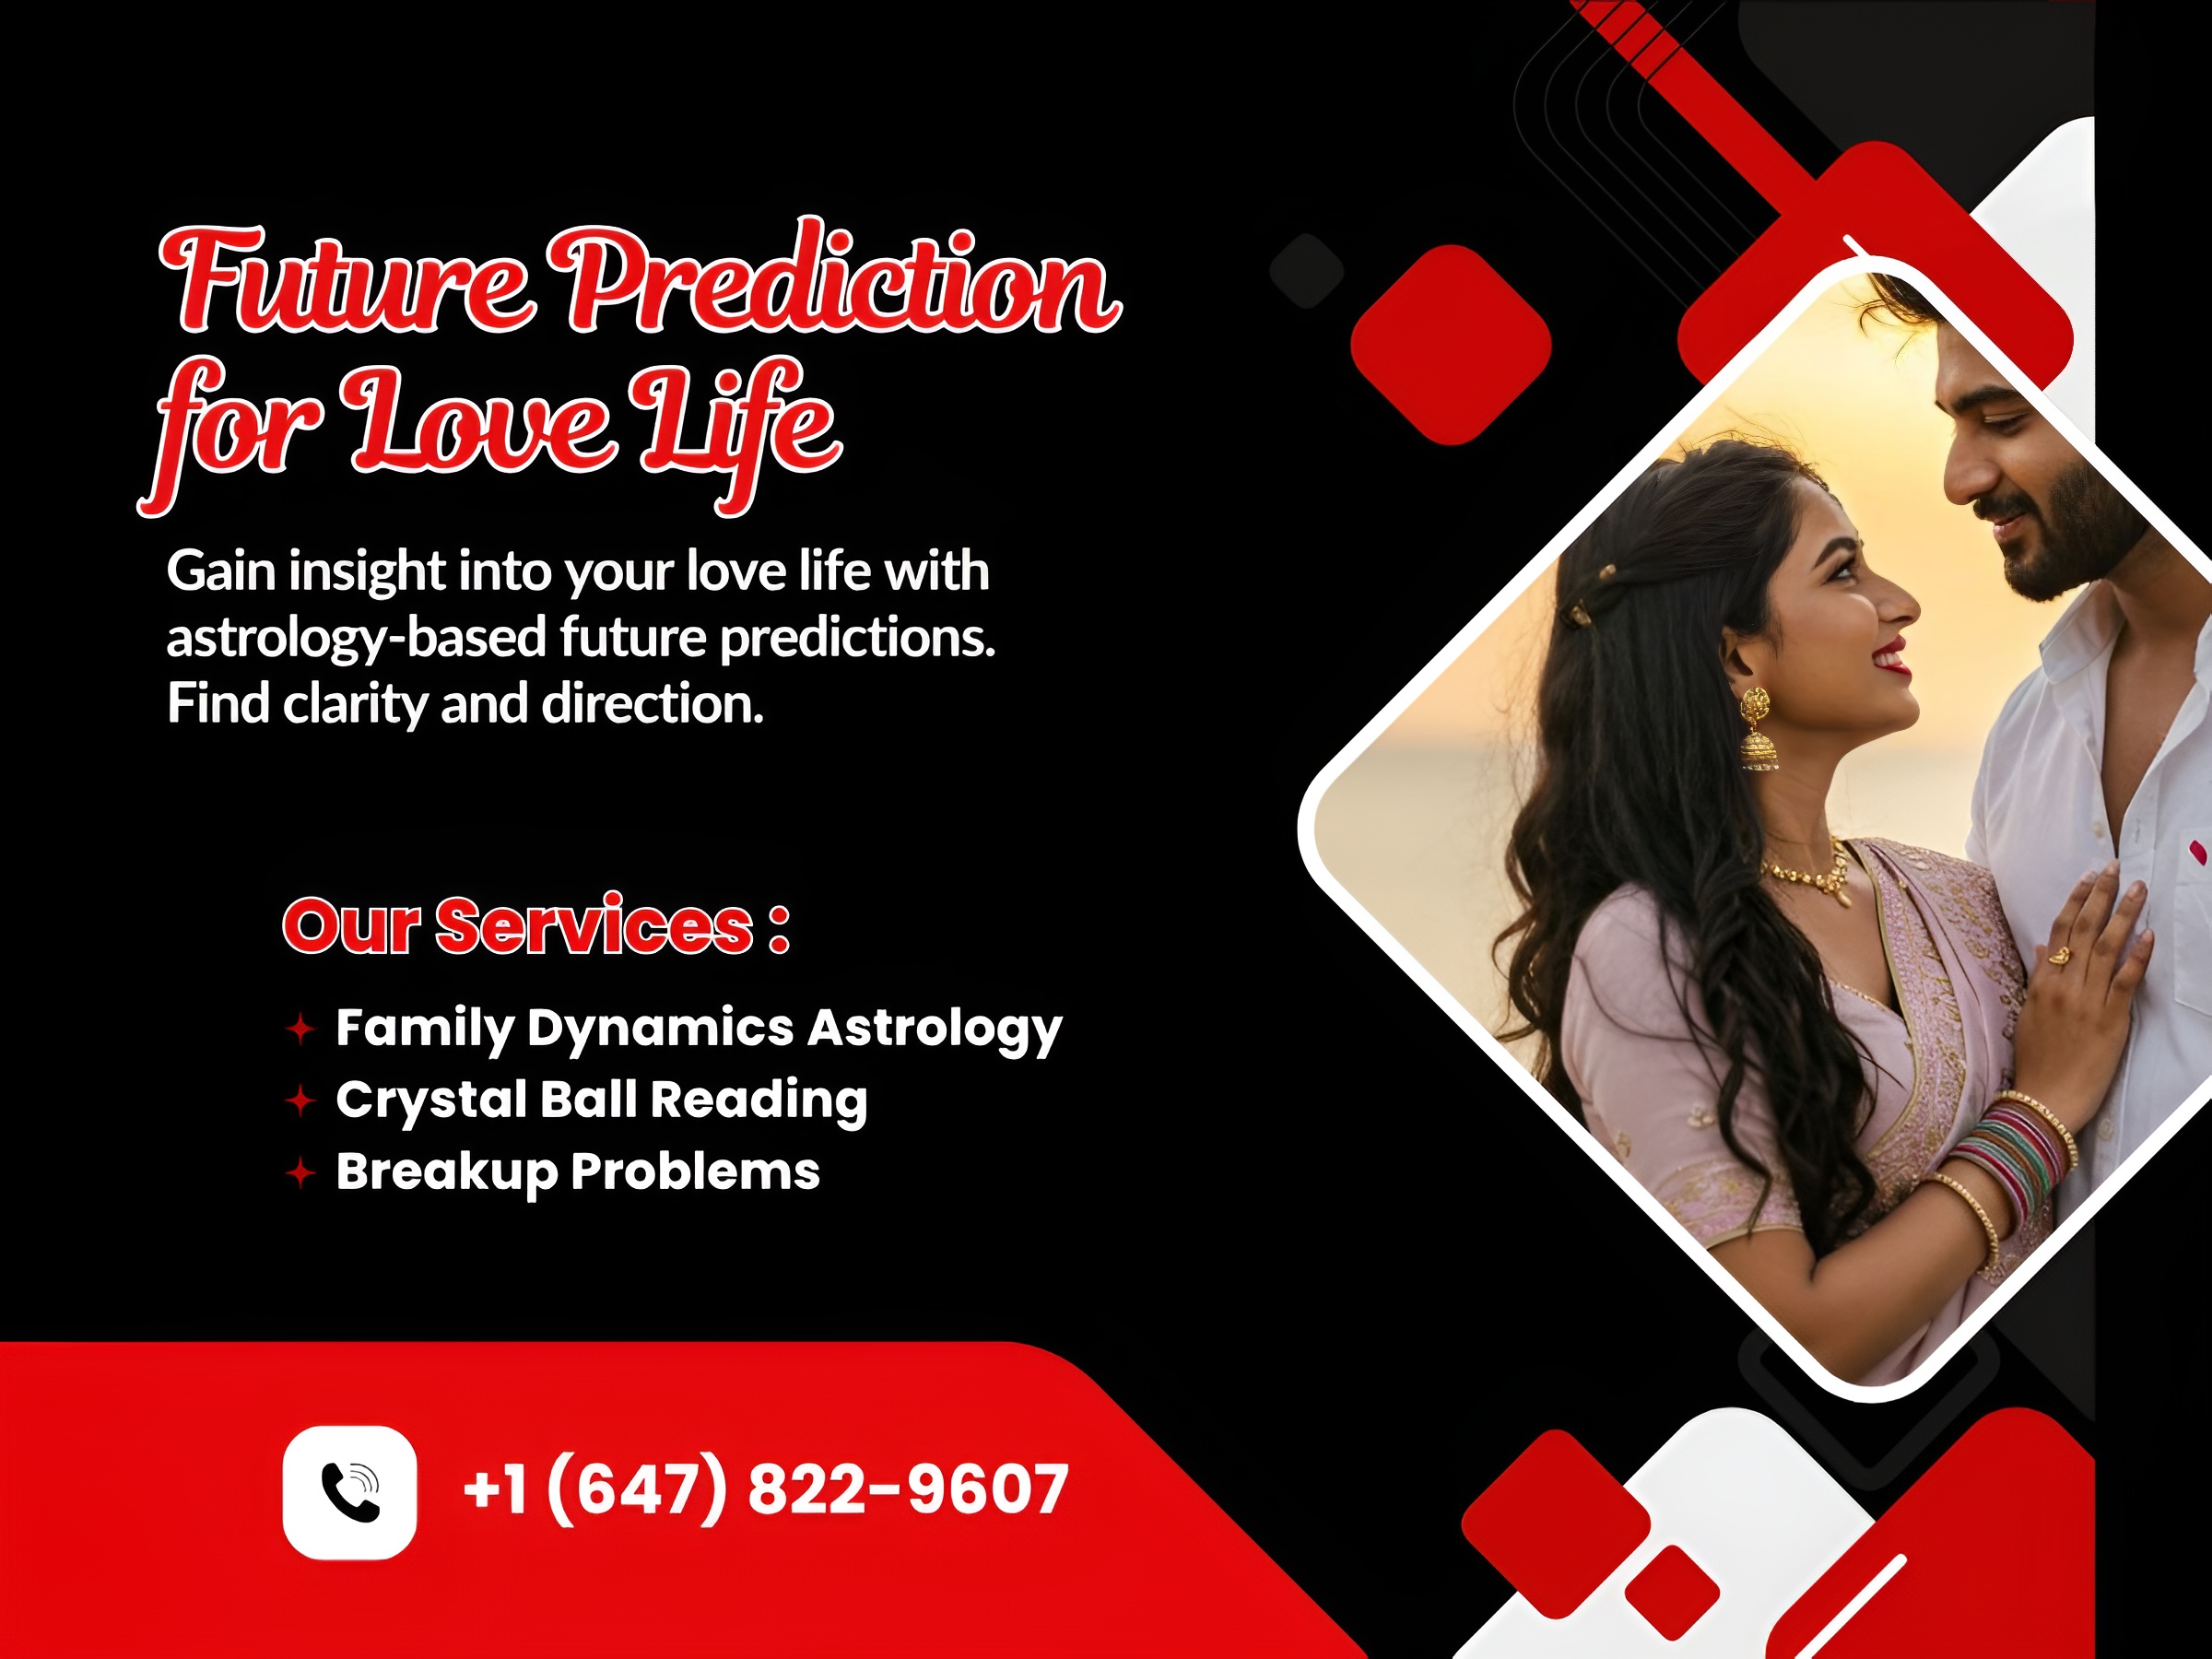 Future Prediction
for Love Life
Gain insight into your love life with
astrology-based future predictions.
Find clarity and direction.
Our Services :
Family Dynamics Astrology
Crystal Ball Reading
Breakup Problems
+1 (647) 822-9607